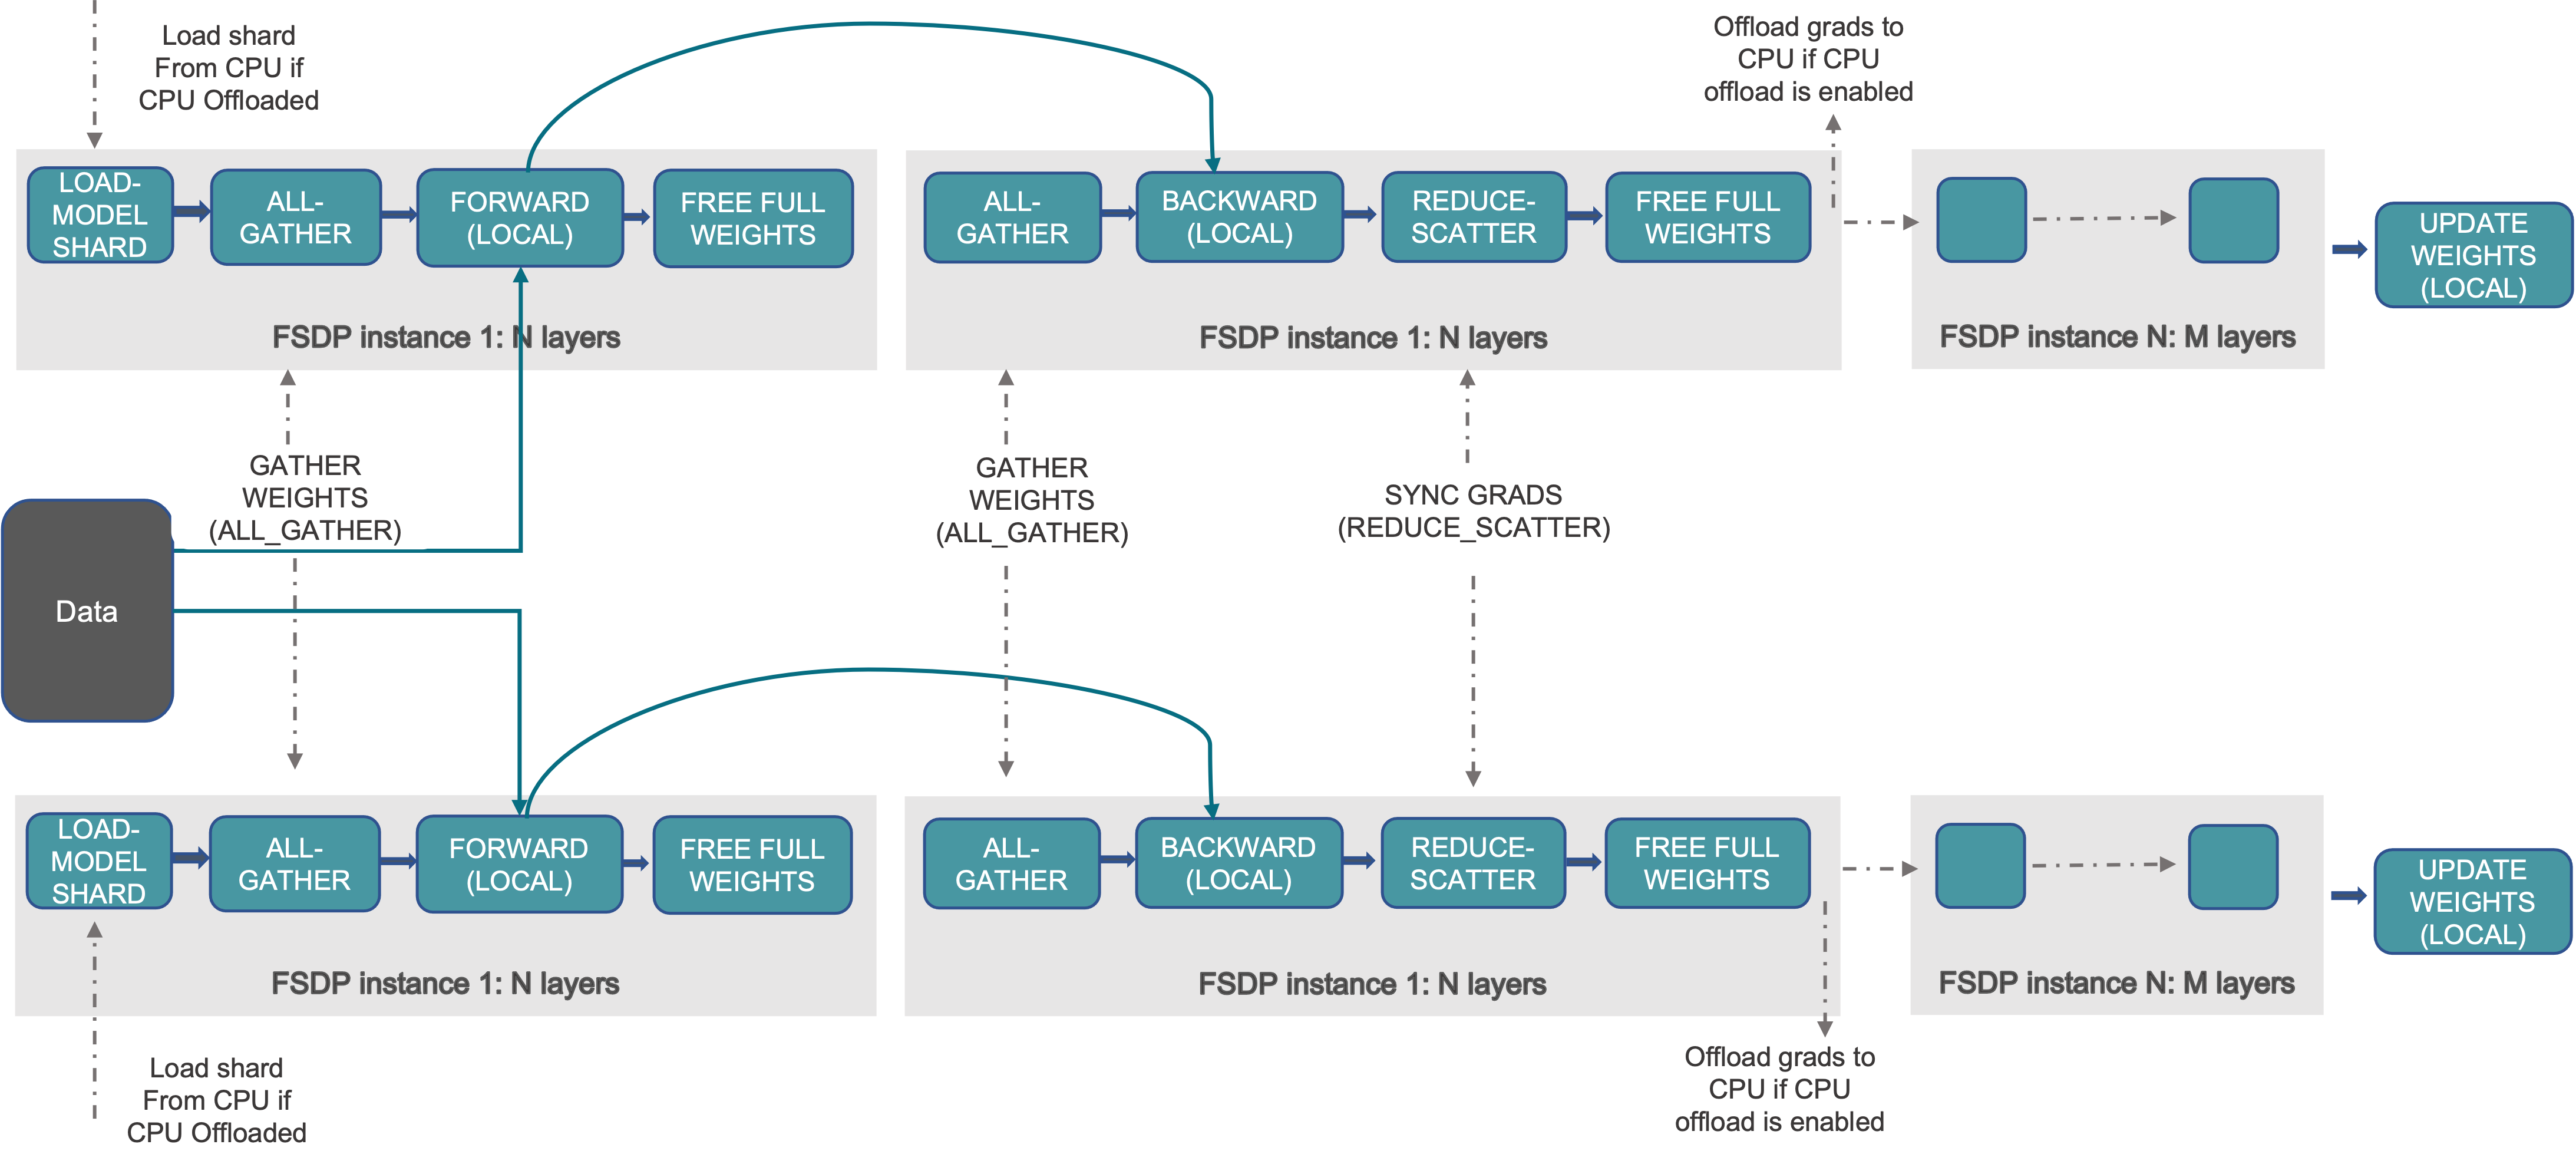 Load shard
From CPU if
CPU Offloaded
Offload grads to
CPU if CPU
offload is enabled
LOAD-
MODEL
SHARD
ALL-
GATHER
FORWARD
(LOCAL)
FREE FULL
WEIGHTS
FSDP instance 1: N layers
ALL-
GATHER
BACKWARD
(LOCAL)
REDUCE-
SCATTER
FREE FULL
WEIGHTS
FSDP instance 1: N layers
FSDP instance N: M layers
UPDATE
WEIGHTS
(LOCAL)
GATHER
WEIGHTS
(ALL_GATHER)
GATHER
WEIGHTS
(ALL_GATHER)
SYNC GRADS
(REDUCE_SCATTER)
Data
LOAD-
MODEL
SHARD
ALL-
GATHER
FORWARD
(LOCAL)
FREE FULL
WEIGHTS
FSDP instance 1: N layers
ALL-
GATHER
BACKWARD
(LOCAL)
REDUCE-
SCATTER
FREE FULL
WEIGHTS
FSDP instance 1: N layers
FSDP instance N: M layers
UPDATE
WEIGHTS
(LOCAL)
Load shard
From CPU if
CPU Offloaded
Offload grads to
CPU if CPU
offload is enabled